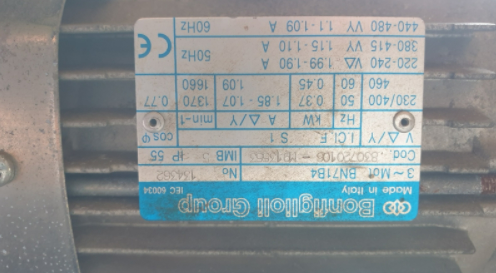 Bonfiglioli Group
Made in Italy IEC 60034
3 ~ Mot. BN71B4 No
Cod. IMB 5 IP 55
I.Cl F S 1
V Δ/Y Hz kW A Δ/Y min-1 cos φ
230/400 50 0.37 1.85 - 1.07 1370 0.77
460 60 0.45 1.09 1660
220-240 VΔ 1.99-1.90 A 50Hz
380-415 VY 1.15-1.10 A
440-480 VY 1.1-1.09 A 60Hz
CE